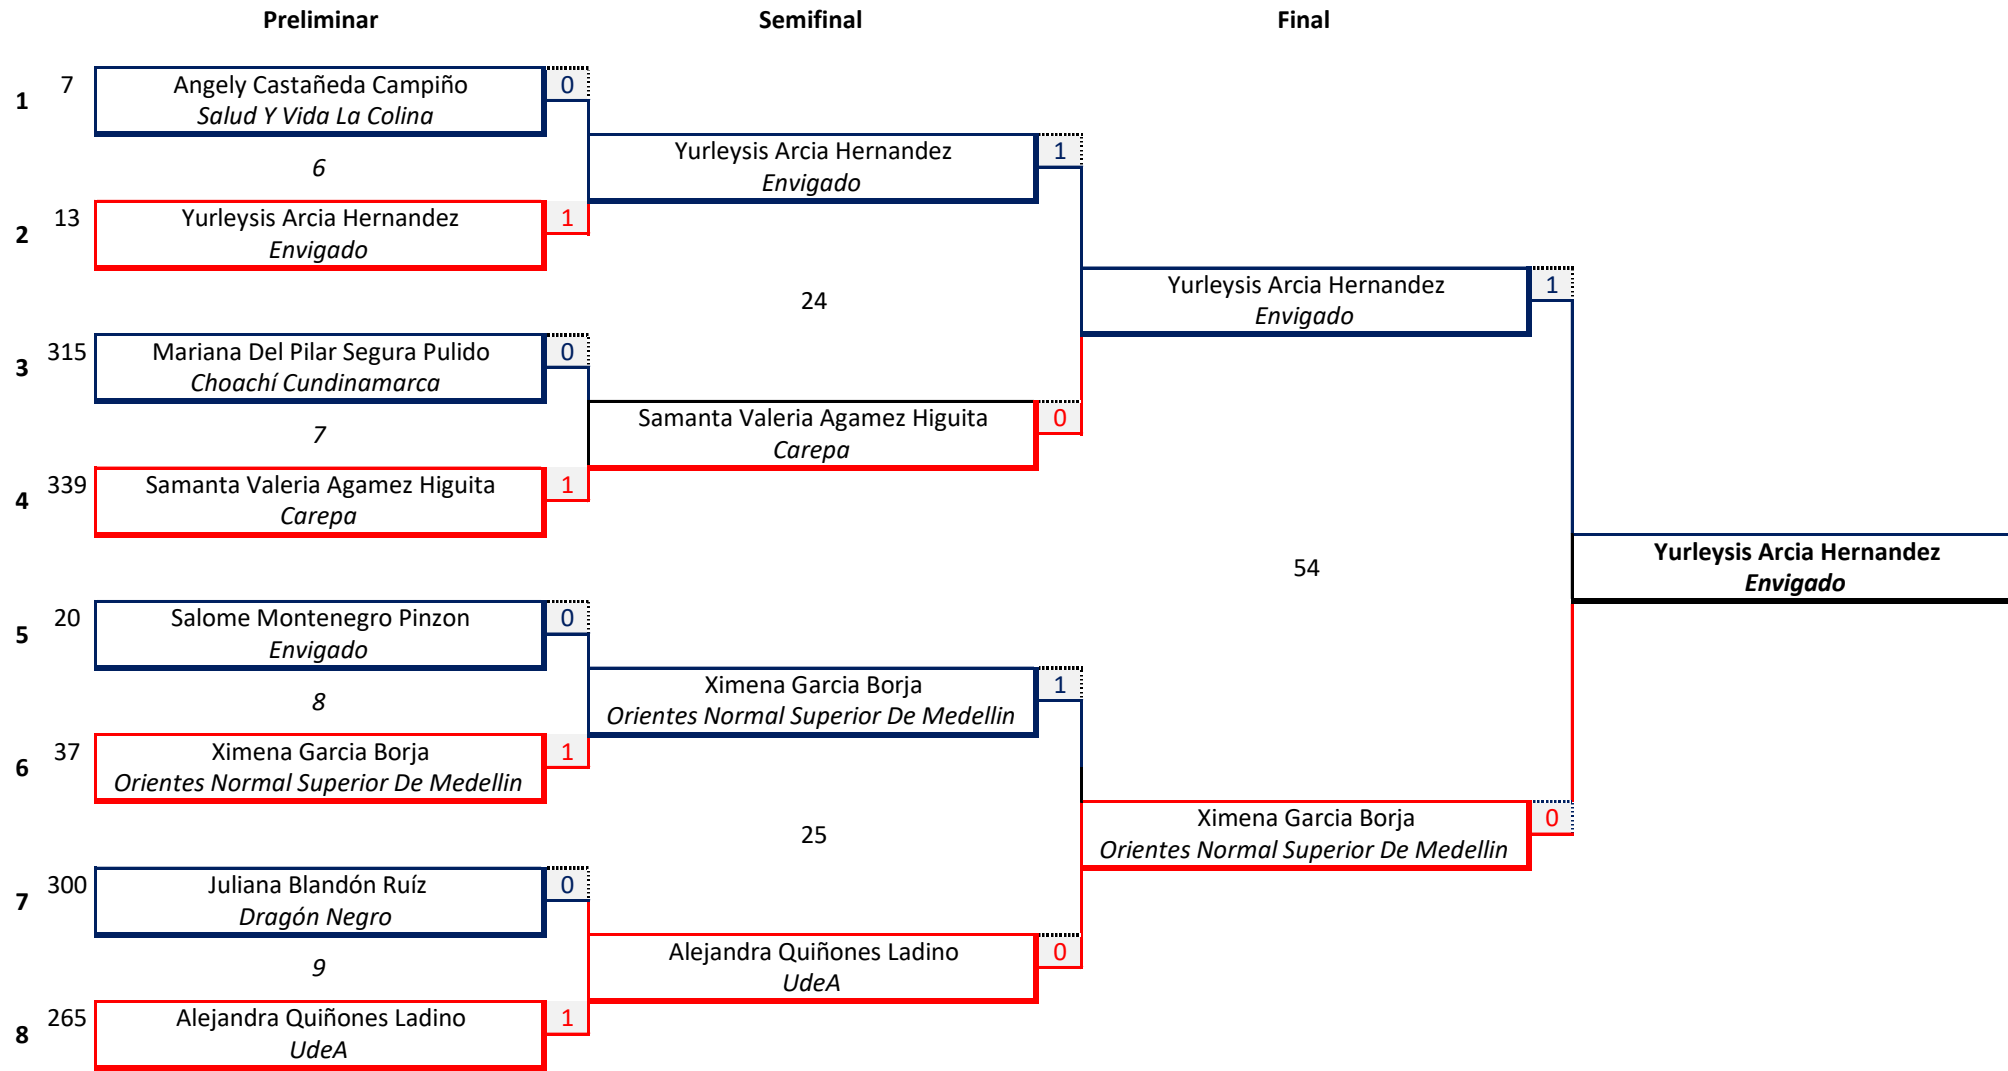 Preliminar
Semifinal
Final
1
7
Angely Castañeda Campiño
Salud Y Vida La Colina
0
6
2
13
Yurleysis Arcia Hernandez
Envigado
1
Yurleysis Arcia Hernandez
Envigado
1
24
3
315
Mariana Del Pilar Segura Pulido
Choachí Cundinamarca
0
7
4
339
Samanta Valeria Agamez Higuita
Carepa
1
Samanta Valeria Agamez Higuita
Carepa
0
Yurleysis Arcia Hernandez
Envigado
1
54
5
20
Salome Montenegro Pinzon
Envigado
0
8
6
37
Ximena Garcia Borja
Orientes Normal Superior De Medellin
1
Ximena Garcia Borja
Orientes Normal Superior De Medellin
1
25
7
300
Juliana Blandón Ruíz
Dragón Negro
0
9
8
265
Alejandra Quiñones Ladino
UdeA
1
Alejandra Quiñones Ladino
UdeA
0
Ximena Garcia Borja
Orientes Normal Superior De Medellin
0
Yurleysis Arcia Hernandez
Envigado